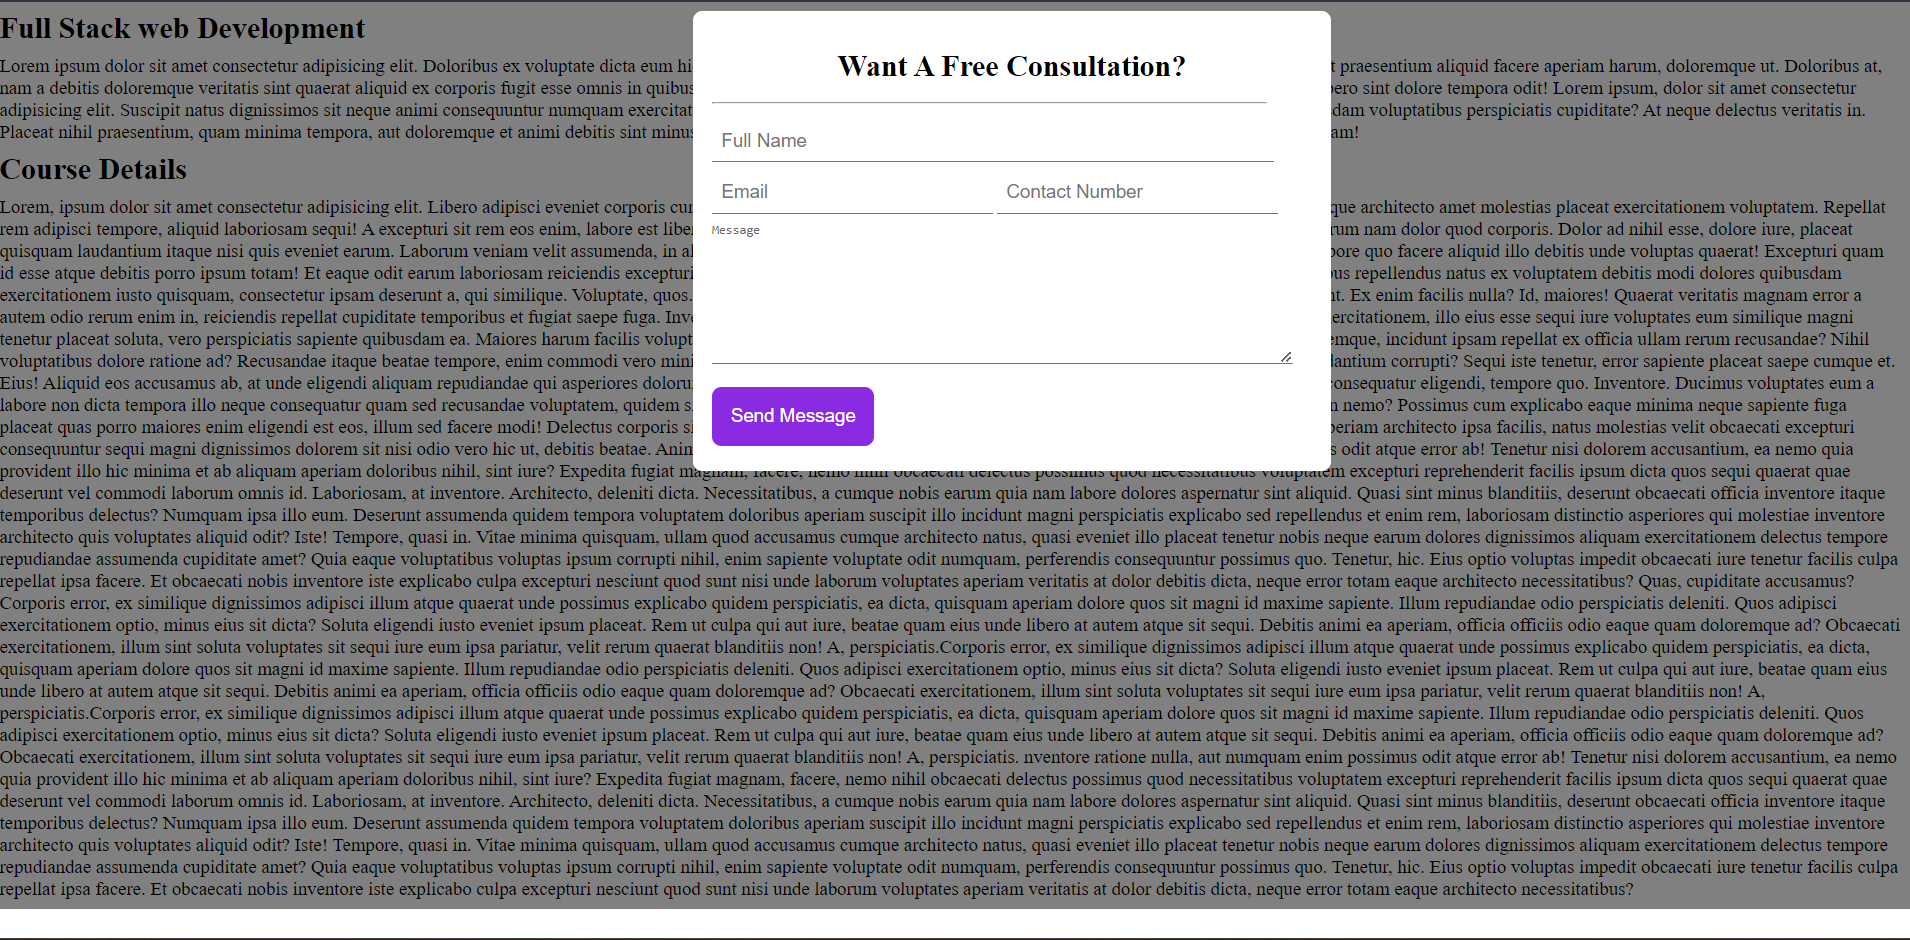 Want A Free Consultation?
Full Name
Email Contact Number
Message
Send Message
Full Stack web Development
Lorem ipsum dolor sit amet consectetur adipisicing elit. Doloribus ex voluptate dicta eum hi t praesentium aliquid facere aperiam harum, doloremque ut. Doloribus at,
nam a debitis doloremque veritatis sint quaerat aliquid ex corporis fugit esse omnis in quibus ero sint dolore tempora odit! Lorem ipsum, dolor sit amet consectetur
adipisicing elit. Suscipit natus dignissimos sit neque animi consequuntur numquam exercitat dam voluptatibus perspiciatis cupiditate? At neque delectus veritatis in.
Placeat nihil praesentium, quam minima tempora, aut doloremque et animi debitis sint minus am!
Course Details
Lorem, ipsum dolor sit amet consectetur adipisicing elit. Libero adipisci eveniet corporis cur que architecto amet molestias placeat exercitationem voluptatem. Repellat
rem adipisci tempore, aliquid laboriosam sequi! A excepturi sit rem eos enim, labore est libe rum nam dolor quod corporis. Dolor ad nihil esse, dolore iure, placeat
quisquam laudantium itaque nisi quis eveniet earum. Laborum veniam velit assumenda, in al pore quo facere aliquid illo debitis unde voluptas quaerat! Excepturi quam
id esse atque debitis porro ipsum totam! Et eaque odit earum laboriosam reiciendis excepturi us repellendus natus ex voluptatem debitis modi dolores quibusdam
exercitationem iusto quisquam, consectetur ipsam deserunt a, qui similique. Voluptate, quos. nt. Ex enim facilis nulla? Id, maiores! Quaerat veritatis magnam error a
autem odio rerum enim in, reiciendis repellat cupiditate temporibus et fugiat saepe fuga. Inve ercitationem, illo eius esse sequi iure voluptates eum similique magni
tenetur placeat soluta, vero perspiciatis sapiente quibusdam ea. Maiores harum facilis volupt emque, incidunt ipsam repellat ex officia ullam rerum recusandae? Nihil
voluptatibus dolore ratione ad? Recusandae itaque beatae tempore, enim commodi vero mini dantium corrupti? Sequi iste tenetur, error sapiente placeat saepe cumque et.
Eius! Aliquid eos accusamus ab, at unde eligendi aliquam repudiandae qui asperiores doloru consequatur eligendi, tempore quo. Inventore. Ducimus voluptates eum a
labore non dicta tempora illo neque consequatur quam sed recusandae voluptatem, quidem s n nemo? Possimus cum explicabo eaque minima neque sapiente fuga
placeat quas porro maiores enim eligendi est eos, illum sed facere modi! Delectus corporis si periam architecto ipsa facilis, natus molestias velit obcaecati excepturi
consequuntur sequi magni dignissimos dolorem sit nisi odio vero hic ut, debitis beatae. Anim s odit atque error ab! Tenetur nisi dolorem accusantium, ea nemo quia
provident illo hic minima et ab aliquam aperiam doloribus nihil, sint iure? Expedita fugiat magnam, facere, nemo nihil obcaecati delectus possimus quod necessitatibus voluptatem excepturi reprehenderit facilis ipsum dicta quos sequi quaerat quae
deserunt vel commodi laborum omnis id. Laboriosam, at inventore. Architecto, deleniti dicta. Necessitatibus, a cumque nobis earum quia nam labore dolores aspernatur sint aliquid. Quasi sint minus blanditiis, deserunt obcaecati officia inventore itaque
temporibus delectus? Numquam ipsa illo eum. Deserunt assumenda quidem tempora voluptatem doloribus aperiam suscipit illo incidunt magni perspiciatis explicabo sed repellendus et enim rem, laboriosam distinctio asperiores qui molestiae inventore
architecto quis voluptates aliquid odit? Iste! Tempore, quasi in. Vitae minima quisquam, ullam quod accusamus cumque architecto natus, quasi eveniet illo placeat tenetur nobis neque earum dolores dignissimos aliquam exercitationem delectus tempore
repudiandae assumenda cupiditate amet? Quia eaque voluptatibus voluptas ipsum corrupti nihil, enim sapiente voluptate odit numquam, perferendis consequuntur possimus quo. Tenetur, hic. Eius optio voluptas impedit obcaecati iure tenetur facilis culpa
repellat ipsa facere. Et obcaecati nobis inventore iste explicabo culpa excepturi nesciunt quod sunt nisi unde laborum voluptates aperiam veritatis at dolor debitis dicta, neque error totam eaque architecto necessitatibus? Quas, cupiditate accusamus?
Corporis error, ex similique dignissimos adipisci illum atque quaerat unde possimus explicabo quidem perspiciatis, ea dicta, quisquam aperiam dolore quos sit magni id maxime sapiente. Illum repudiandae odio perspiciatis deleniti. Quos adipisci
exercitationem optio, minus eius sit dicta? Soluta eligendi iusto eveniet ipsum placeat. Rem ut culpa qui aut iure, beatae quam eius unde libero at autem atque sit sequi. Debitis animi ea aperiam, officia officiis odio eaque quam doloremque ad? Obcaecati
exercitationem, illum sint soluta voluptates sit sequi iure eum ipsa pariatur, velit rerum quaerat blanditiis non! A, perspiciatis.Corporis error, ex similique dignissimos adipisci illum atque quaerat unde possimus explicabo quidem perspiciatis, ea dicta,
quisquam aperiam dolore quos sit magni id maxime sapiente. Illum repudiandae odio perspiciatis deleniti. Quos adipisci exercitationem optio, minus eius sit dicta? Soluta eligendi iusto eveniet ipsum placeat. Rem ut culpa qui aut iure, beatae quam eius
unde libero at autem atque sit sequi. Debitis animi ea aperiam, officia officiis odio eaque quam doloremque ad? Obcaecati exercitationem, illum sint soluta voluptates sit sequi iure eum ipsa pariatur, velit rerum quaerat blanditiis non! A,
perspiciatis.Corporis error, ex similique dignissimos adipisci illum atque quaerat unde possimus explicabo quidem perspiciatis, ea dicta, quisquam aperiam dolore quos sit magni id maxime sapiente. Illum repudiandae odio perspiciatis deleniti. Quos
adipisci exercitationem optio, minus eius sit dicta? Soluta eligendi iusto eveniet ipsum placeat. Rem ut culpa qui aut iure, beatae quam eius unde libero at autem atque sit sequi. Debitis animi ea aperiam, officia officiis odio eaque quam doloremque ad?
Obcaecati exercitationem, illum sint soluta voluptates sit sequi iure eum ipsa pariatur, velit rerum quaerat blanditiis non! A, perspiciatis. nventore ratione nulla, aut numquam enim possimus odit atque error ab! Tenetur nisi dolorem accusantium, ea nemo
quia provident illo hic minima et ab aliquam aperiam doloribus nihil, sint iure? Expedita fugiat magnam, facere, nemo nihil obcaecati delectus possimus quod necessitatibus voluptatem excepturi reprehenderit facilis ipsum dicta quos sequi quaerat quae
deserunt vel commodi laborum omnis id. Laboriosam, at inventore. Architecto, deleniti dicta. Necessitatibus, a cumque nobis earum quia nam labore dolores aspernatur sint aliquid. Quasi sint minus blanditiis, deserunt obcaecati officia inventore itaque
temporibus delectus? Numquam ipsa illo eum. Deserunt assumenda quidem tempora voluptatem doloribus aperiam suscipit illo incidunt magni perspiciatis explicabo sed repellendus et enim rem, laboriosam distinctio asperiores qui molestiae inventore
architecto quis voluptates aliquid odit? Iste! Tempore, quasi in. Vitae minima quisquam, ullam quod accusamus cumque architecto natus, quasi eveniet illo placeat tenetur nobis neque earum dolores dignissimos aliquam exercitationem delectus tempore
repudiandae assumenda cupiditate amet? Quia eaque voluptatibus voluptas ipsum corrupti nihil, enim sapiente voluptate odit numquam, perferendis consequuntur possimus quo. Tenetur, hic. Eius optio voluptas impedit obcaecati iure tenetur facilis culpa
repellat ipsa facere. Et obcaecati nobis inventore iste explicabo culpa excepturi nesciunt quod sunt nisi unde laborum voluptates aperiam veritatis at dolor debitis dicta, neque error totam eaque architecto necessitatibus?